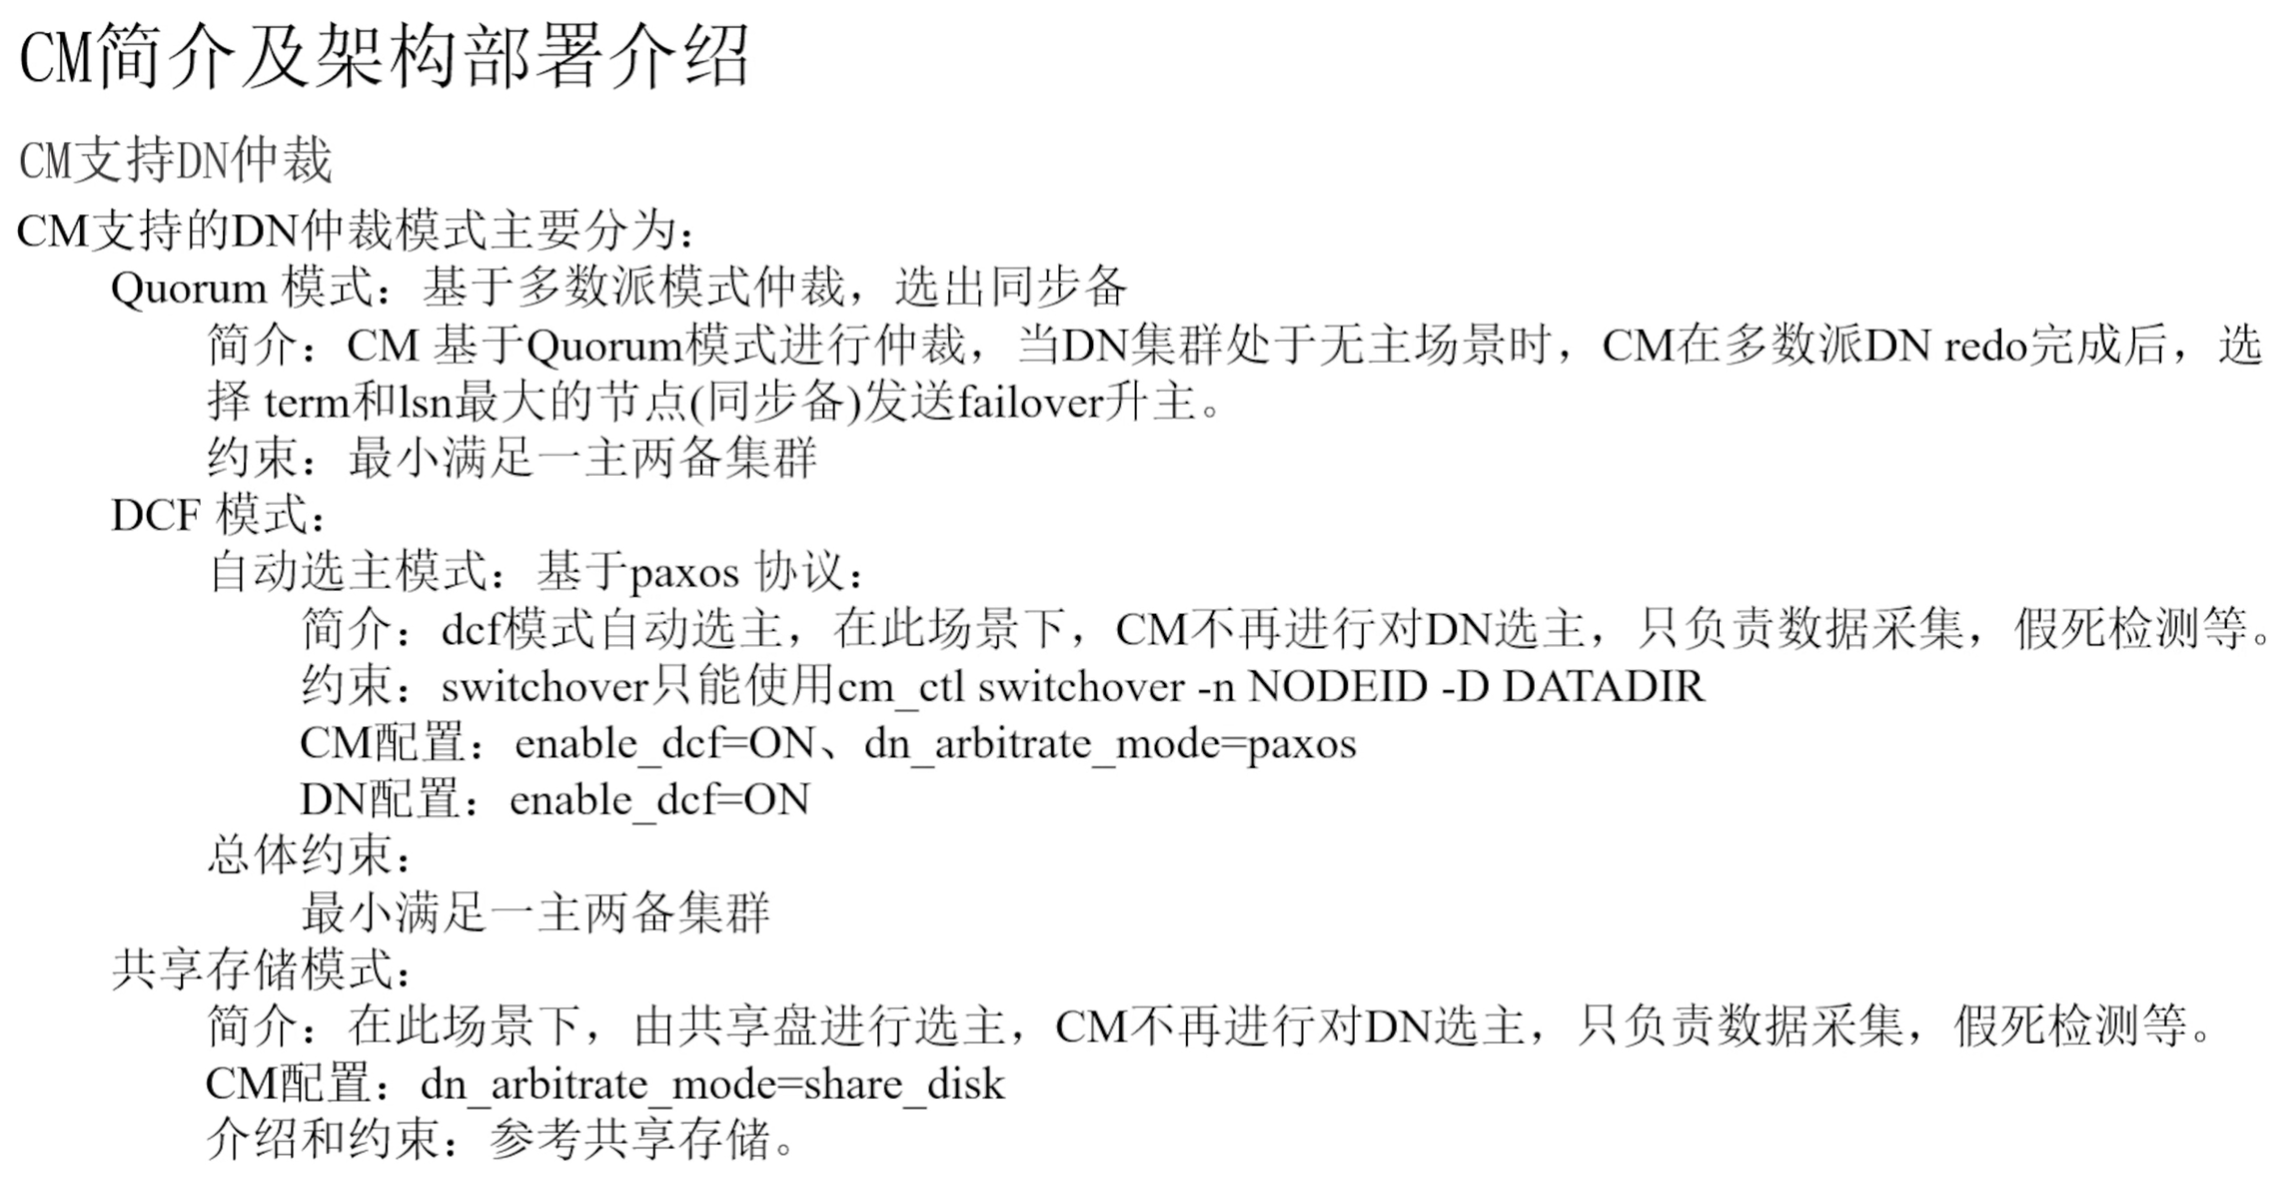 CM简介及架构部署介绍
CM支持DN仲裁
CM支持的DN仲裁模式主要分为：
Quorum 模式：基于多数派模式仲裁，选出同步备
简介：CM 基于Quorum模式进行仲裁，当DN集群处于无主场景时，CM在多数派DN redo完成后，选
择 term和lsn最大的节点(同步备)发送failover升主。
约束：最小满足一主两备集群
DCF 模式：
自动选主模式：基于paxos 协议：
简介：dcf模式自动选主，在此场景下，CM不再进行对DN选主，只负责数据采集，假死检测等。
约束：switchover只能使用cm_ctl switchover -n NODEID -D DATADIR
CM配置：enable_dcf=ON、dn_arbitrate_mode=paxos
DN配置：enable_dcf=ON
总体约束：
最小满足一主两备集群
共享存储模式：
简介：在此场景下，由共享盘进行选主，CM不再进行对DN选主，只负责数据采集，假死检测等。
CM配置：dn_arbitrate_mode=share_disk
介绍和约束：参考共享存储。